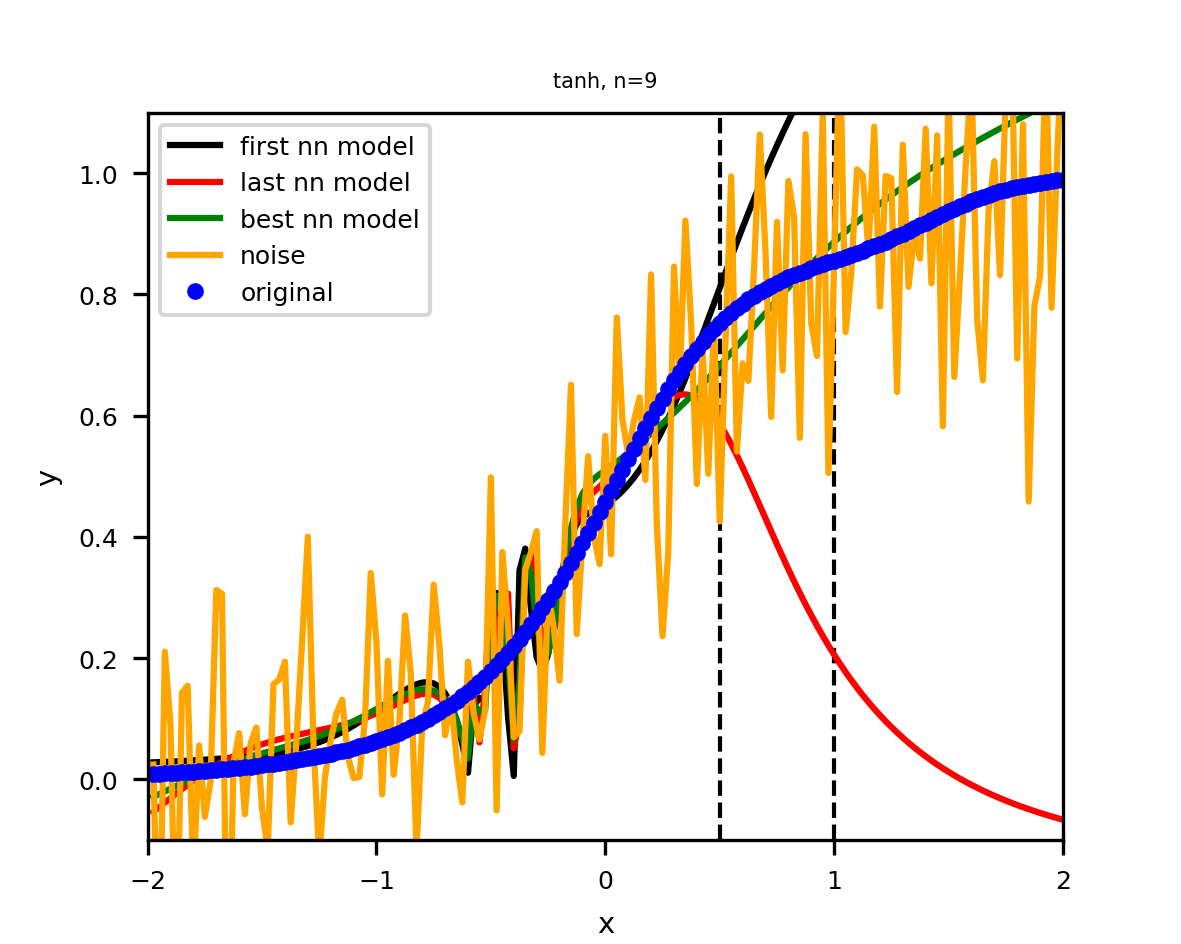 tanh, n=9
first nn model
last nn model
best nn model
noise
original
1.0
0.8
0.6
0.4
0.2
0.0
y
−2
−1
0
1
2
x